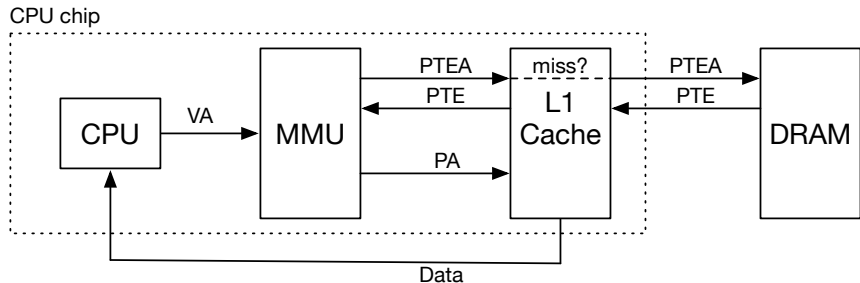 CPU chip
PTEA
miss?
PTEA
PTE
L1
PTE
CPU
VA
MMU
Cache
DRAM
PA
Data